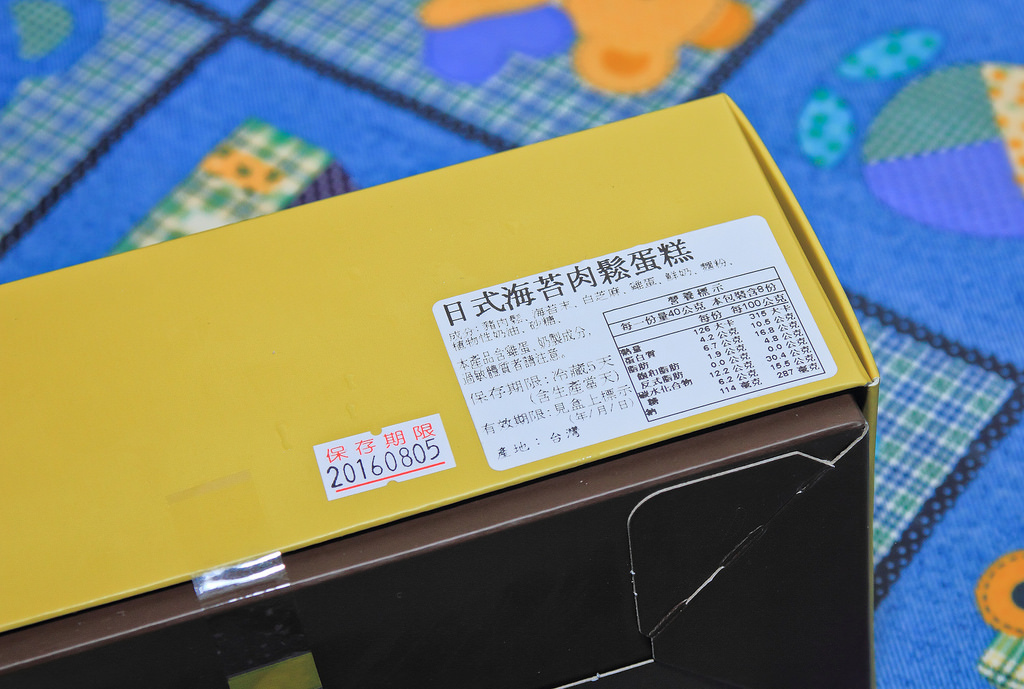 日式海苔肉鬆蛋糕
成分:豬肉鬆、海苔末、白芝麻、雞蛋、鮮奶、麵粉、
植物性奶油、砂糖。
本產品含雞蛋、奶製成分,
過敏體質者請注意。
保存期限:冷藏5天
(含生產當天)
有效期限:見盒上標示
(年/月/日)
產地:台灣
營養標示
每一份量40公克 本包裝含8份
每份 每100公克
熱量 126 大卡 315 大卡
蛋白質 4.2 公克 10.5 公克
脂肪 6.7 公克 16.8 公克
飽和脂肪 1.9 公克 4.8 公克
反式脂肪 0.0 公克 0.0 公克
碳水化合物 12.2 公克 30.4 公克
糖 6.2 公克 15.5 公克
鈉 114 毫克 287 毫克
保存期限
20160805